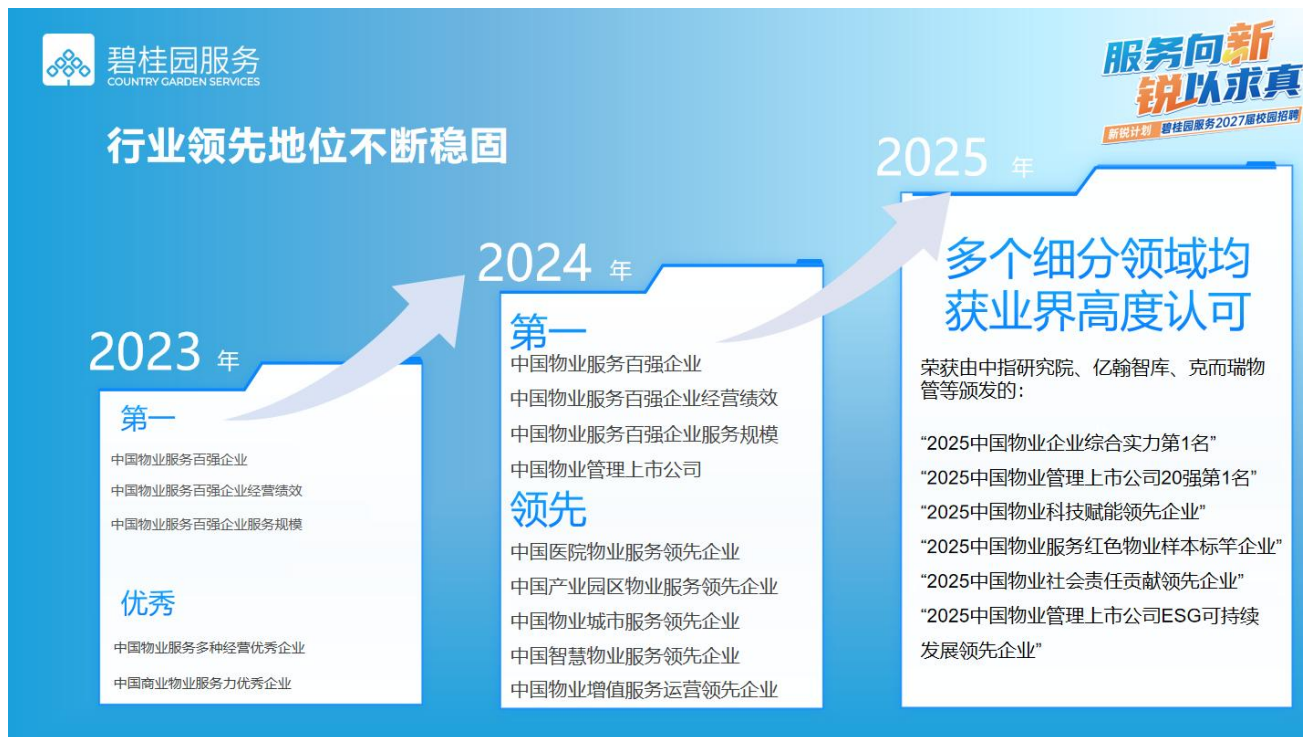 碧桂园服务
COUNTRY GARDEN SERVICES
服务向新
锐以求真
新锐计划 碧桂园服务2027届校园招聘
行业领先地位不断稳固
2023 年
第一
中国物业服务百强企业
中国物业服务百强企业经营绩效
中国物业服务百强企业服务规模
优秀
中国物业服务多种经营优秀企业
中国商业物业服务力优秀企业
2024 年
第一
中国物业服务百强企业
中国物业服务百强企业经营绩效
中国物业服务百强企业服务规模
中国物业管理上市公司
领先
中国医院物业服务领先企业
中国产业园区物业服务领先企业
中国物业城市服务领先企业
中国智慧物业服务领先企业
中国物业增值服务运营领先企业
2025 年
多个细分领域均
获业界高度认可
荣获由中指研究院、亿翰智库、克而瑞物
管等颁发的：
“2025中国物业企业综合实力第1名”
“2025中国物业管理上市公司20强第1名”
“2025中国物业科技赋能领先企业”
“2025中国物业服务红色物业样本标竿企业”
“2025中国物业社会责任贡献领先企业”
“2025中国物业管理上市公司ESG可持续
发展领先企业”